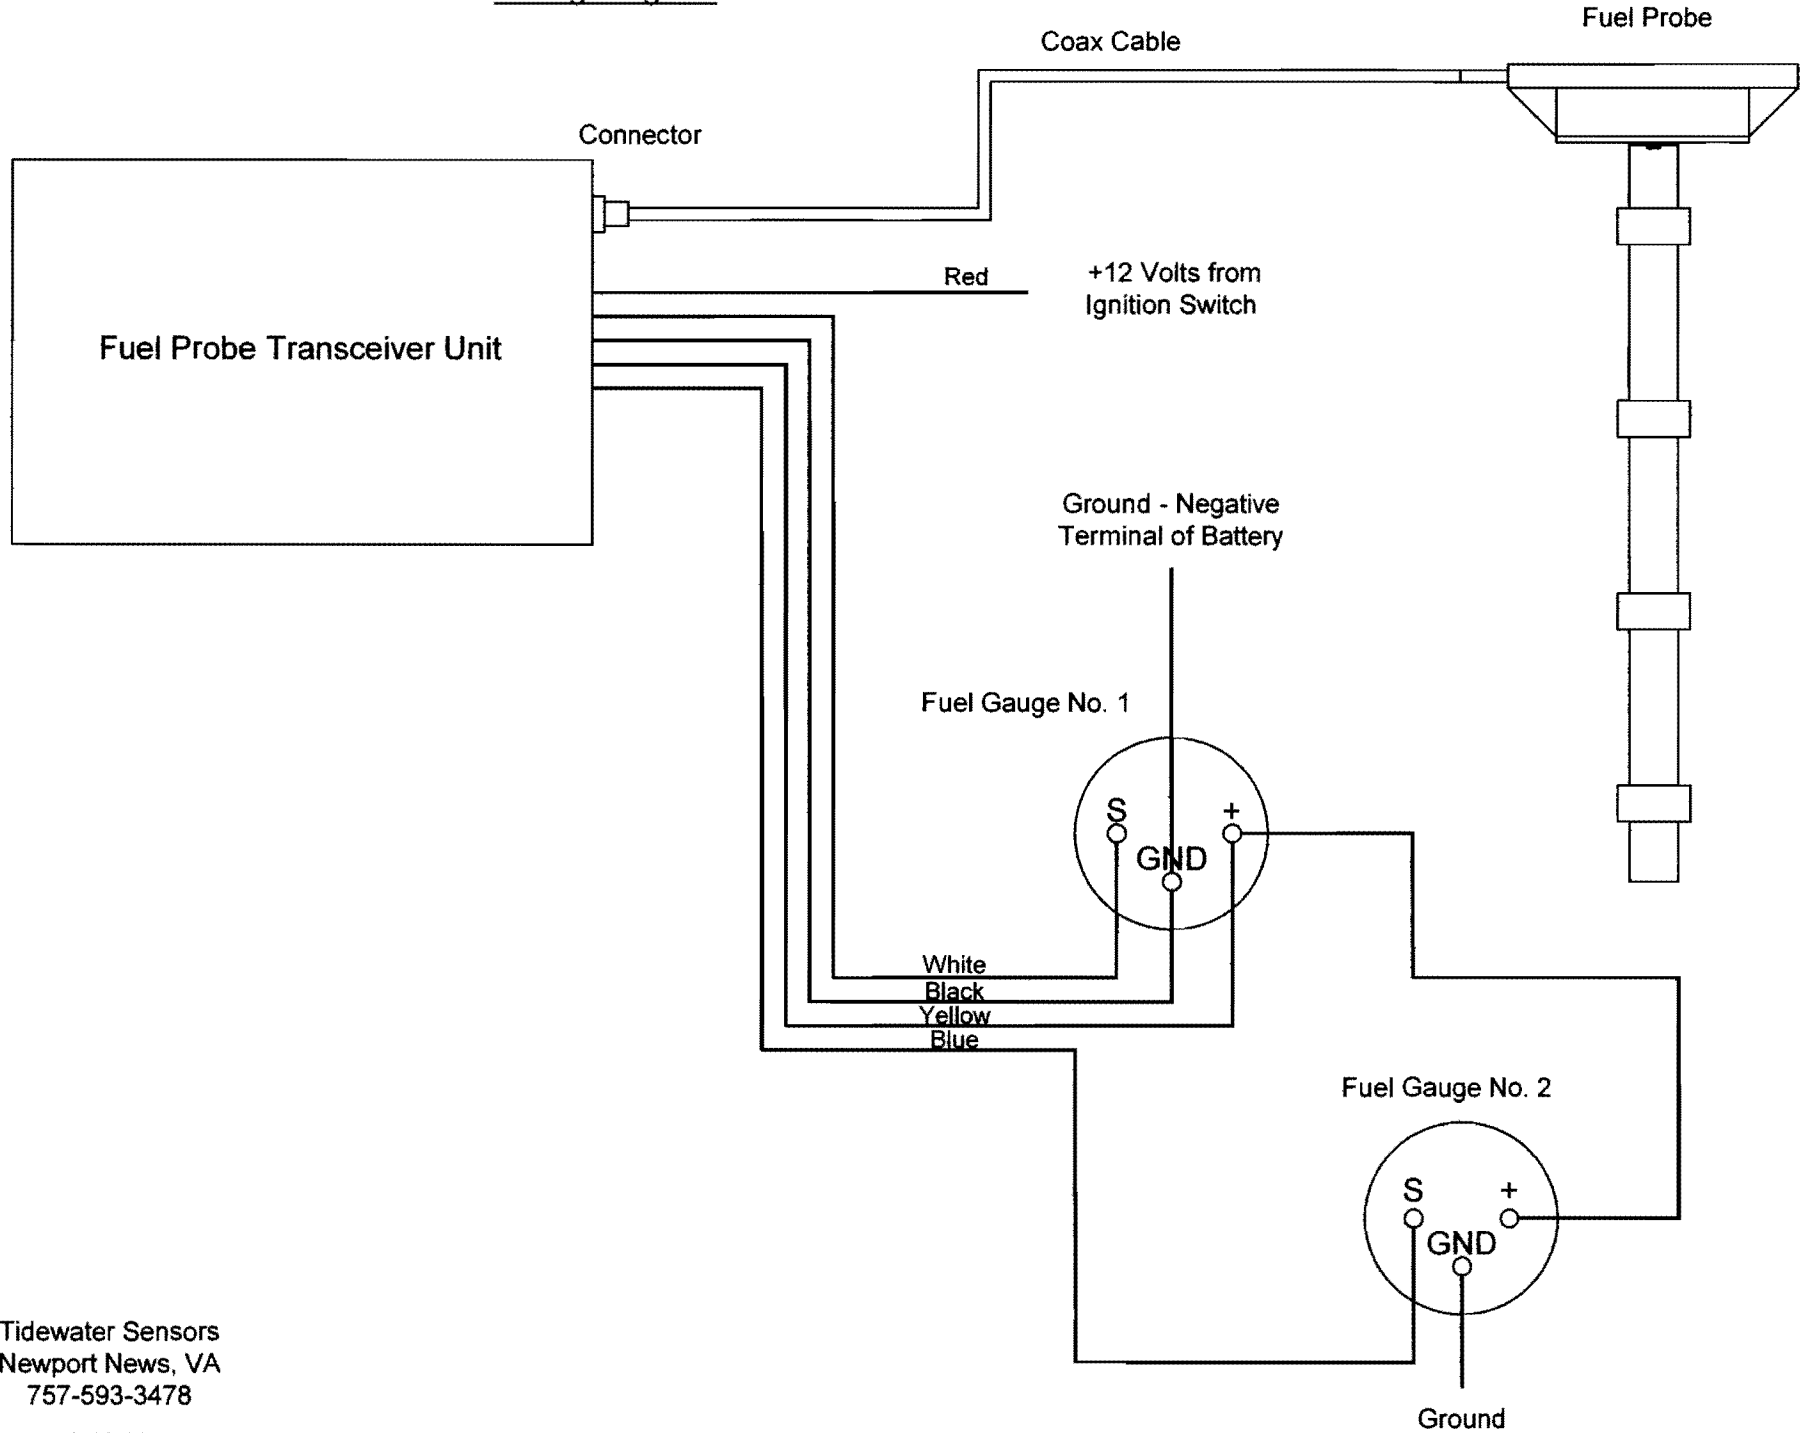 Fuel Probe
Coax Cable
Connector
Red
+12 Volts from
Ignition Switch
Fuel Probe Transceiver Unit
Ground - Negative
Terminal of Battery
Fuel Gauge No. 1
S
+
GND
White
Black
Yellow
Blue
Fuel Gauge No. 2
S
+
GND
Tidewater Sensors
Newport News, VA
757-593-3478
Ground